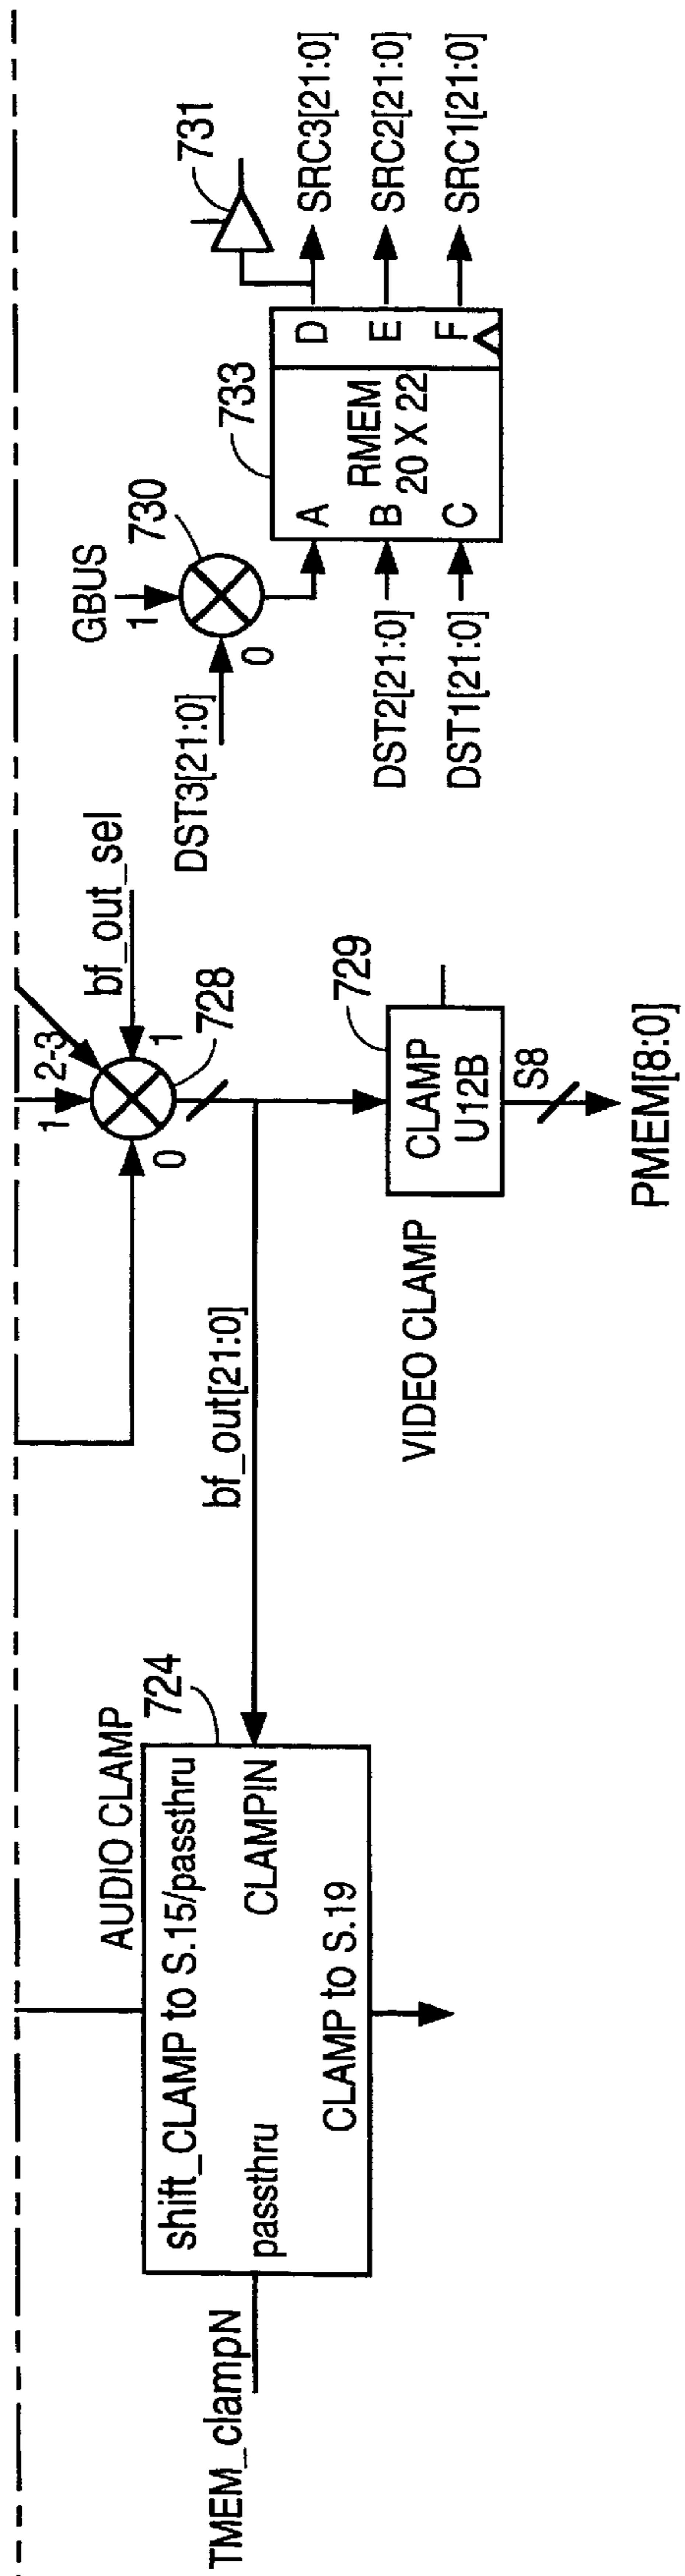 AUDIO CLAMP
724
shift_CLAMP to S.15/passthru
passthru
CLAMPIN
CLAMP to S.19
TMEM_clampN
bf_out[21:0]
1
2-3
bf_out_sel
1
0
728
729
CLAMP
U12B
VIDEO CLAMP
S8
PMEM[8:0]
GBUS
1
730
DST3[21:0]
0
DST2[21:0]
DST1[21:0]
733
A
B
C
RMEM
20 X 22
D
E
F
731
SRC3[21:0]
SRC2[21:0]
SRC1[21:0]